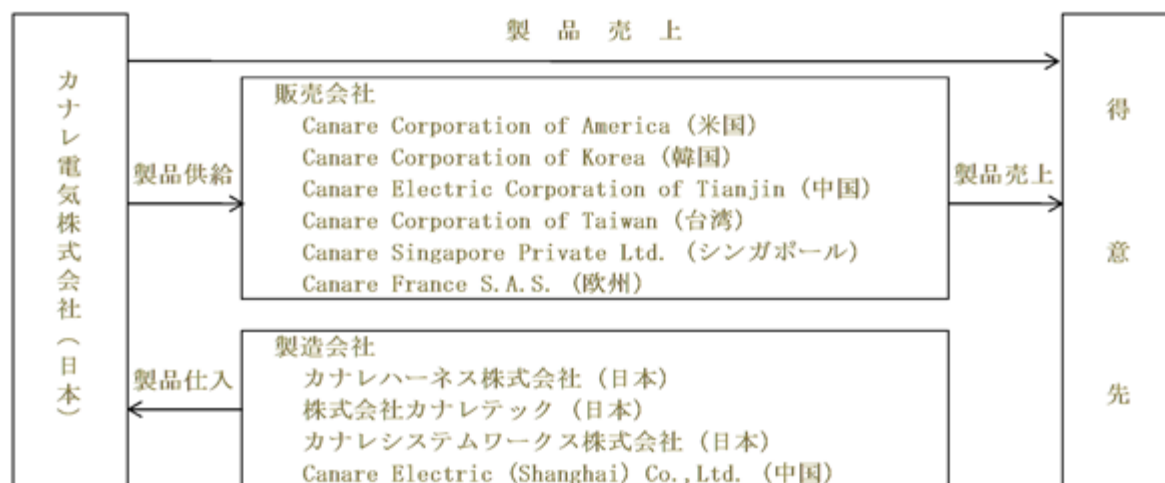 製品売上
カナレ電気株式会社（日本）
製品供給
販売会社
Canare Corporation of America (米国)
Canare Corporation of Korea (韓国)
Canare Electric Corporation of Tianjin (中国)
Canare Corporation of Taiwan (台湾)
Canare Singapore Private Ltd. (シンガポール)
Canare France S.A.S. (欧州)
製品売上
得意先
製品仕入
製造会社
カナレハーネス株式会社 (日本)
株式会社カナレテック (日本)
カナレシステムワークス株式会社 (日本)
Canare Electric (Shanghai) Co.,Ltd. (中国)